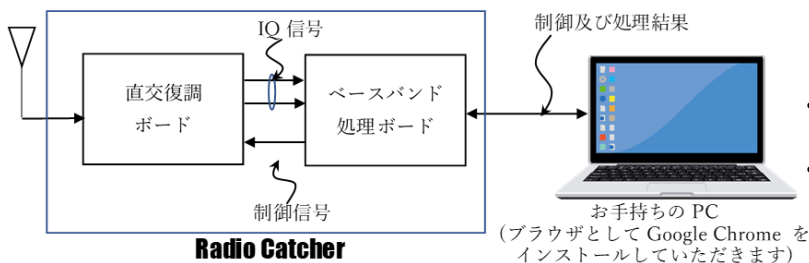 IQ 信号
制御及び処理結果
直交復調
ボード
ベースバンド
処理ボード
制御信号
Radio Catcher
お手持ちの PC
(ブラウザとして Google Chrome を
インストールしていただきます)